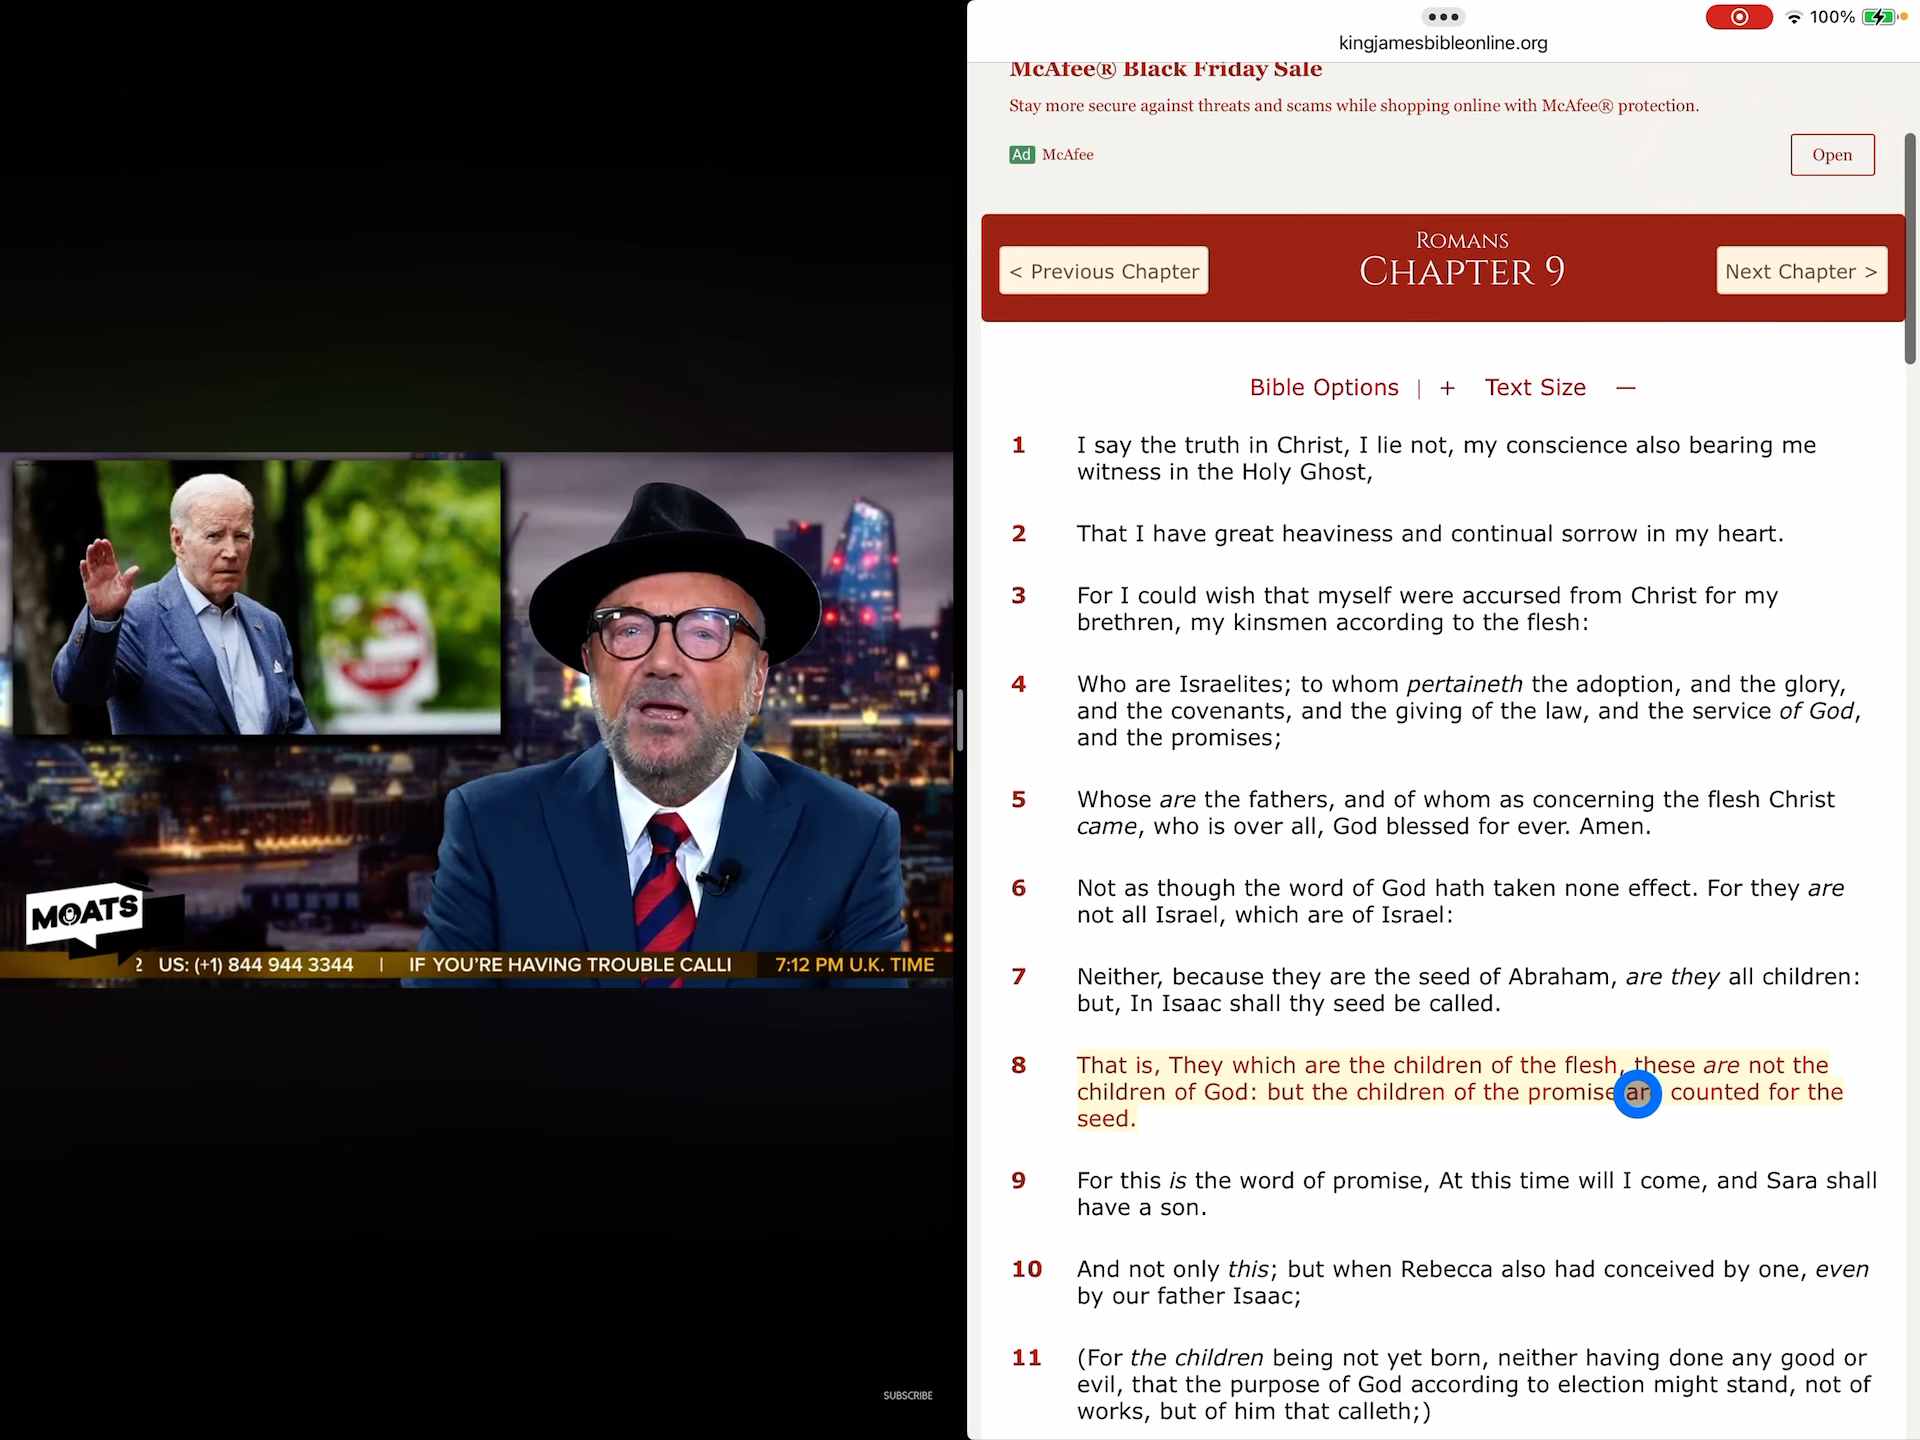 100%
kingjamesbibleonline.org
McAfee® Black Friday Sale
Stay more secure against threats and scams while shopping online with McAfee® protection.
Ad McAfee
Open
< Previous Chapter
ROMANS
CHAPTER 9
Next Chapter >
Bible Options | + Text Size —
1 I say the truth in Christ, I lie not, my conscience also bearing me
witness in the Holy Ghost,
2 That I have great heaviness and continual sorrow in my heart.
3 For I could wish that myself were accursed from Christ for my
brethren, my kinsmen according to the flesh:
4 Who are Israelites; to whom pertaineth the adoption, and the glory,
and the covenants, and the giving of the law, and the service of God,
and the promises;
5 Whose are the fathers, and of whom as concerning the flesh Christ
came, who is over all, God blessed for ever. Amen.
6 Not as though the word of God hath taken none effect. For they are
not all Israel, which are of Israel:
7 Neither, because they are the seed of Abraham, are they all children:
but, In Isaac shall thy seed be called.
8 That is, They which are the children of the flesh, these are not the
children of God: but the children of the promise are counted for the
seed.
9 For this is the word of promise, At this time will I come, and Sara shall
have a son.
10 And not only this; but when Rebecca also had conceived by one, even
by our father Isaac;
11 (For the children being not yet born, neither having done any good or
evil, that the purpose of God according to election might stand, not of
works, but of him that calleth;)
MOATS
2 US: (+1) 844 944 3344 | IF YOU'RE HAVING TROUBLE CALLI
7:12 PM U.K. TIME
SUBSCRIBE